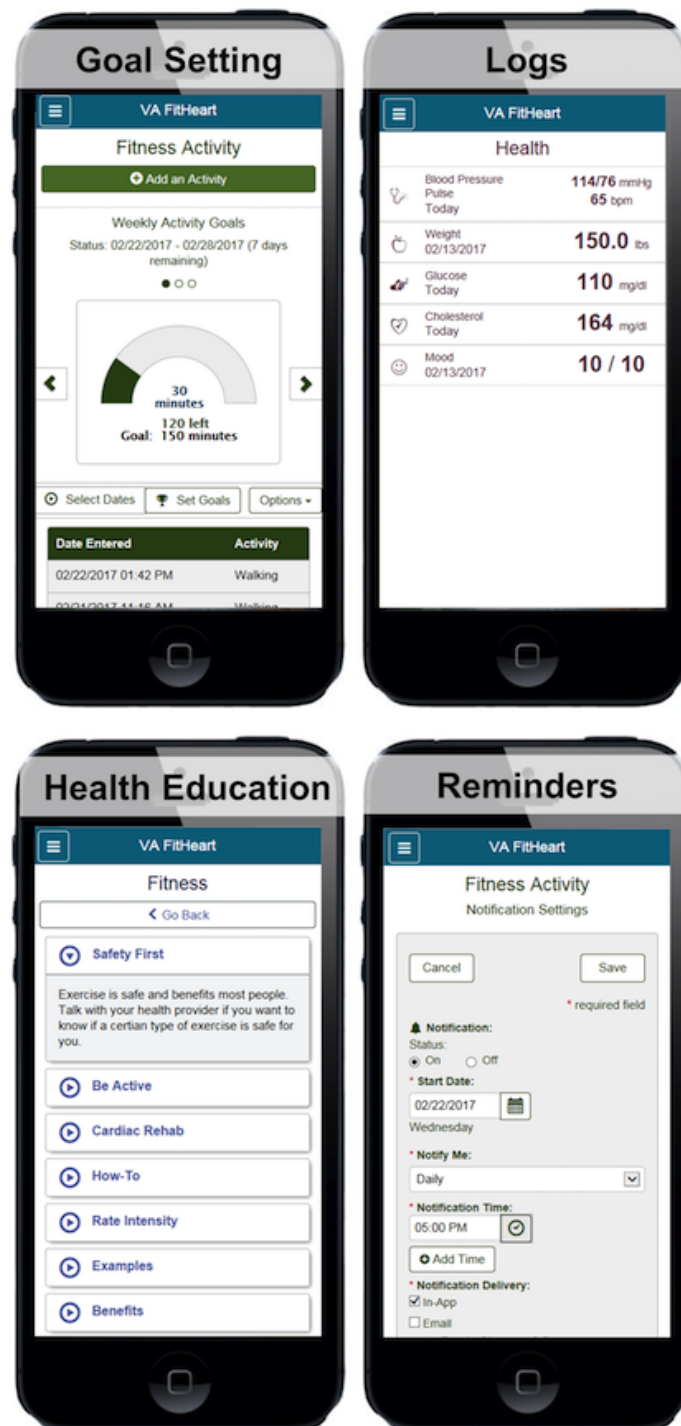 Goal Setting
VA FitHeart
Fitness Activity
Add an Activity
Weekly Activity Goals
Status: 02/22/2017 - 02/28/2017 (7 days
remaining)
30
minutes
120 left
Goal: 150 minutes
Select Dates Set Goals Options
Date Entered Activity
02/22/2017 01:42 PM Walking
02/21/2017 11:16 AM Walking
Logs
VA FitHeart
Health
Blood Pressure 114/76 mmHg
Pulse 65 bpm
Today
Weight 150.0 lbs
02/13/2017
Glucose 110 mg/dl
Today
Cholesterol 164 mg/dl
Today
Mood 10 / 10
02/13/2017
Health Education
VA FitHeart
Fitness
Go Back
Safety First
Exercise is safe and benefits most people.
Talk with your health provider if you want to
know if a certian type of exercise is safe for
you.
Be Active
Cardiac Rehab
How-To
Rate Intensity
Examples
Benefits
Reminders
VA FitHeart
Fitness Activity
Notification Settings
Cancel Save
* required field
Notification:
Status:
On Off
* Start Date:
02/22/2017
Wednesday
* Notify Me:
Daily
* Notification Time:
05:00 PM
Add Time
* Notification Delivery:
In-App
Email